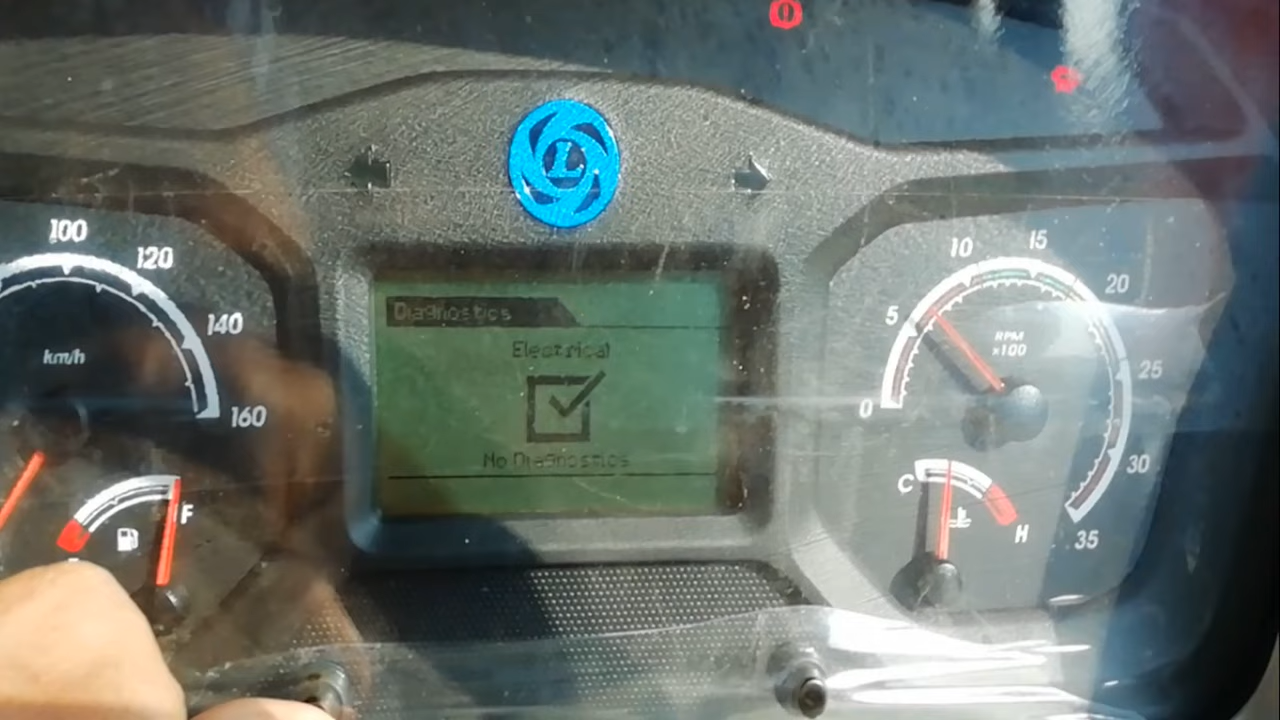 100
120
140
160
km/h
F
L
Diagnostics
Electrical
No Diagnostics
0
5
10
15
20
25
30
35
RPM
x100
C
H